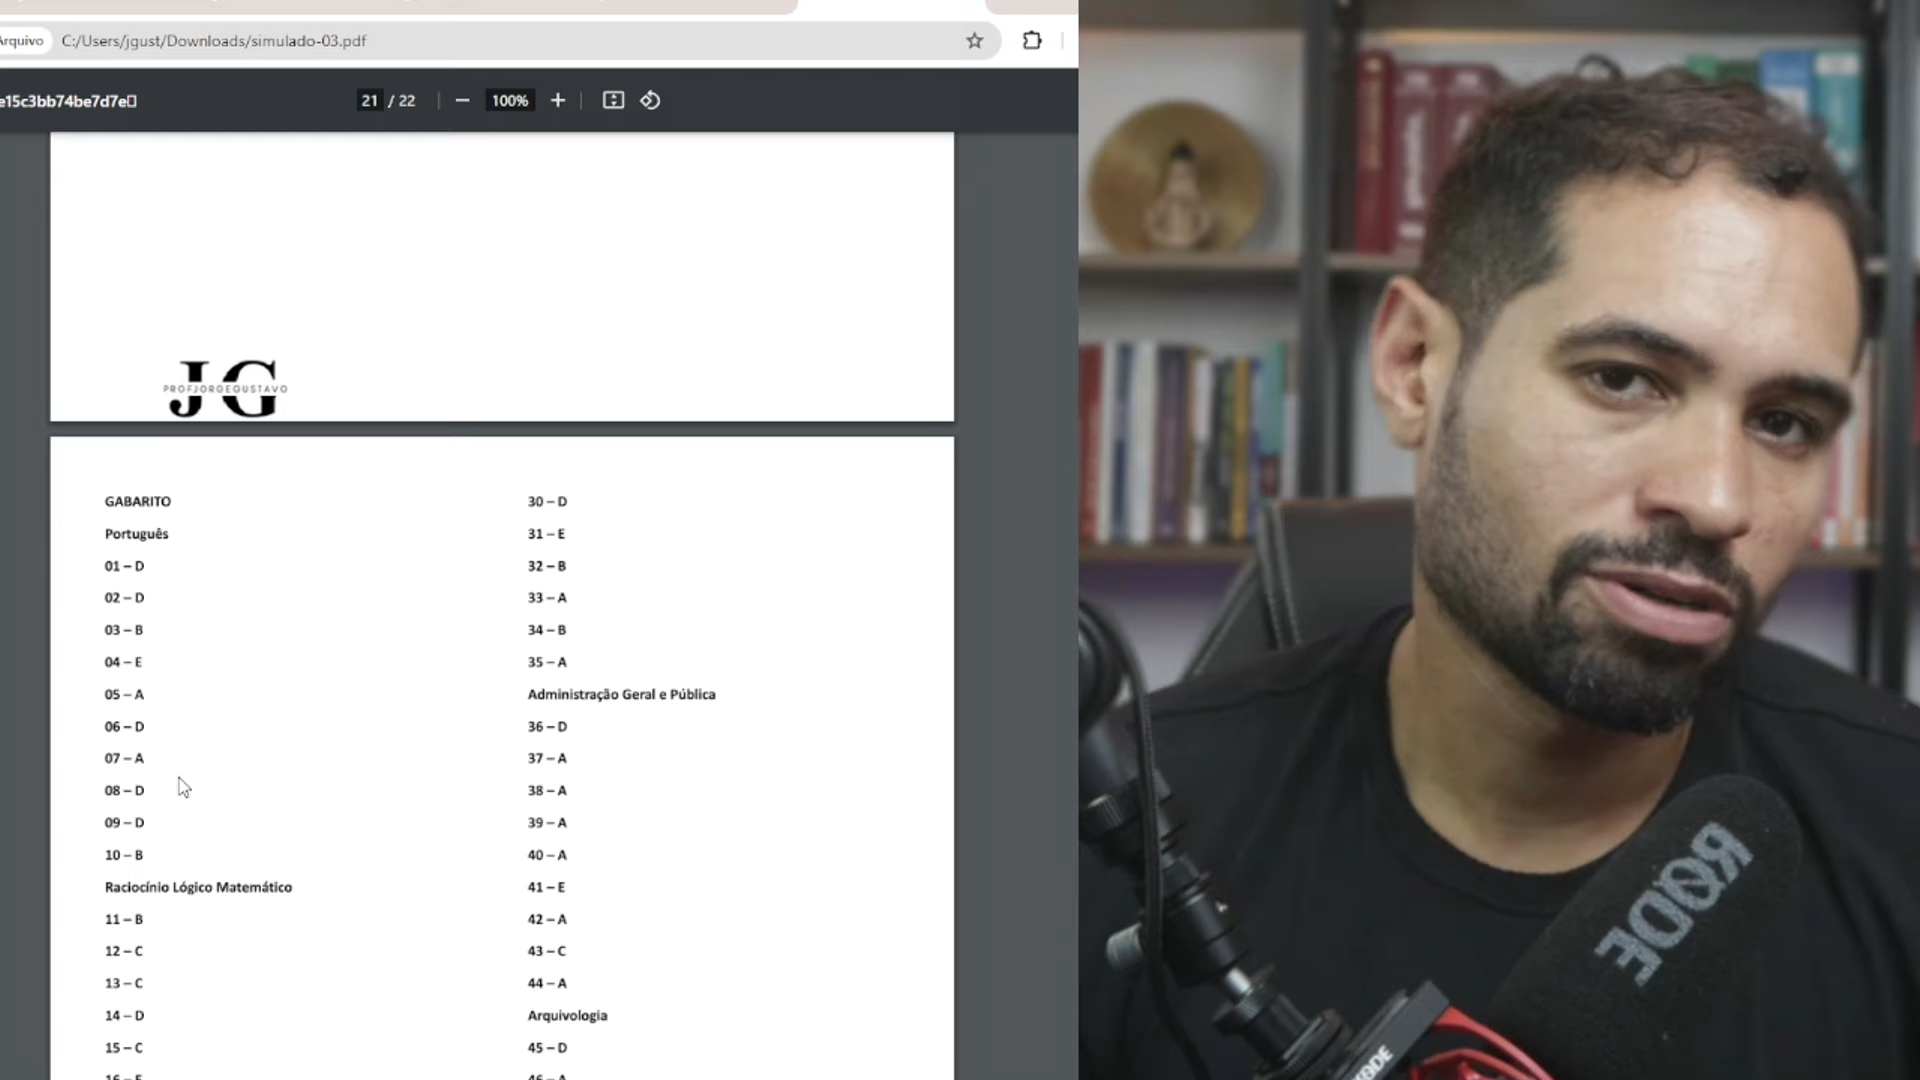 Arquivo
C:/Users/jgust/Downloads/simulado-03.pdf
e15c3bb74be7d7e
21 / 22
100%
JG
PROFJORGEGUSTAVO
GABARITO
Português
01 – D
02 – D
03 – B
04 – E
05 – A
06 – D
07 – A
08 – D
09 – D
10 – B
Raciocínio Lógico Matemático
11 – B
12 – C
13 – C
14 – D
15 – C
30 – D
31 – E
32 – B
33 – A
34 – B
35 – A
Administração Geral e Pública
36 – D
37 – A
38 – A
39 – A
40 – A
41 – E
42 – A
43 – C
44 – A
Arquivologia
45 – D
46 – A
RØDE
RØDE